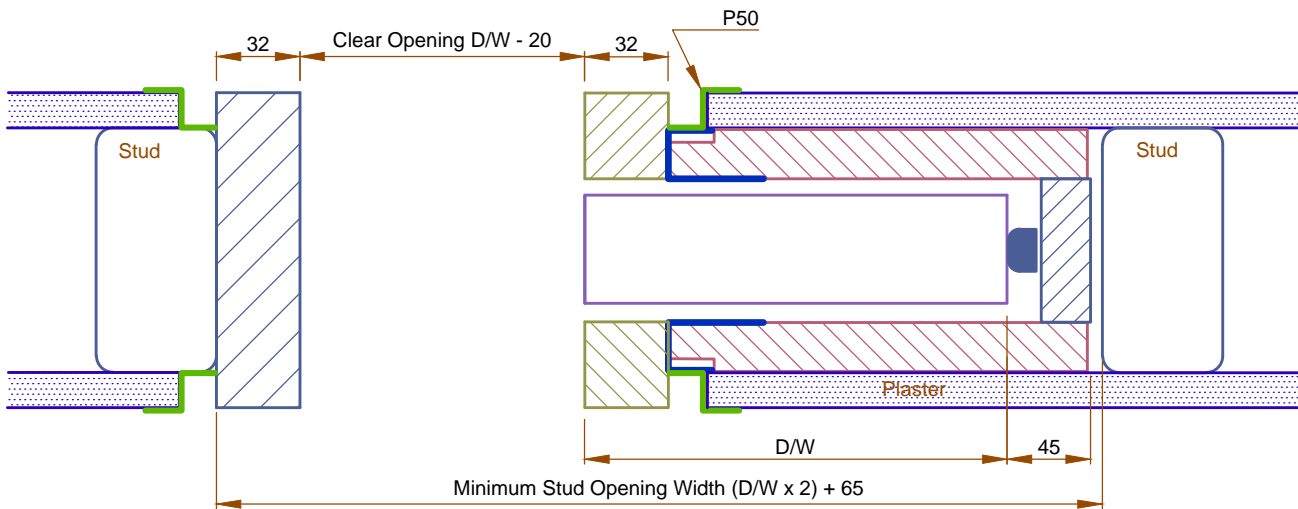 P50
32
Clear Opening D/W - 20
32
Stud
Stud
Plaster
D/W
45
Minimum Stud Opening Width (D/W x 2) + 65